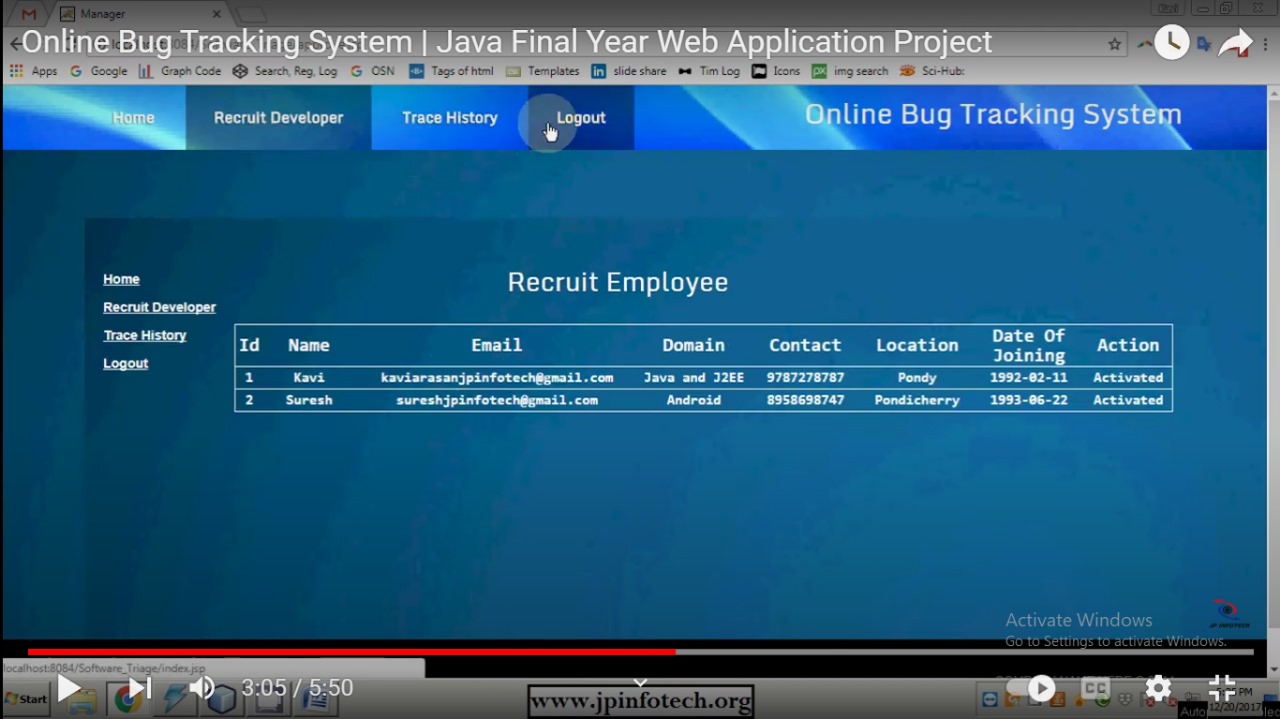 Manager
Online Bug Tracking System | Java Final Year Web Application Project
Apps Google Graph Code Search, Reg, Log OSN Tags of html Templates slide share Tim Log Icons img search Sci-Hub:
Home Recruit Developer Trace History Logout Online Bug Tracking System
Home
Recruit Developer
Trace History
Logout
Recruit Employee
Id Name Email Domain Contact Location Date Of Joining Action
1 Kavi kaviarasanjpinfotech@gmail.com Java and J2EE 9787278787 Pondy 1992-02-11 Activated
2 Suresh sureshjpinfotech@gmail.com Android 8958698747 Pondicherry 1993-06-22 Activated
JP INFOTECH
Activate Windows
Go to Settings to activate Windows.
localhost:8084/Software_Triage/index.jsp
Start
3:05 / 5:50
www.jpinfotech.org
CC
PM
12/20/2017